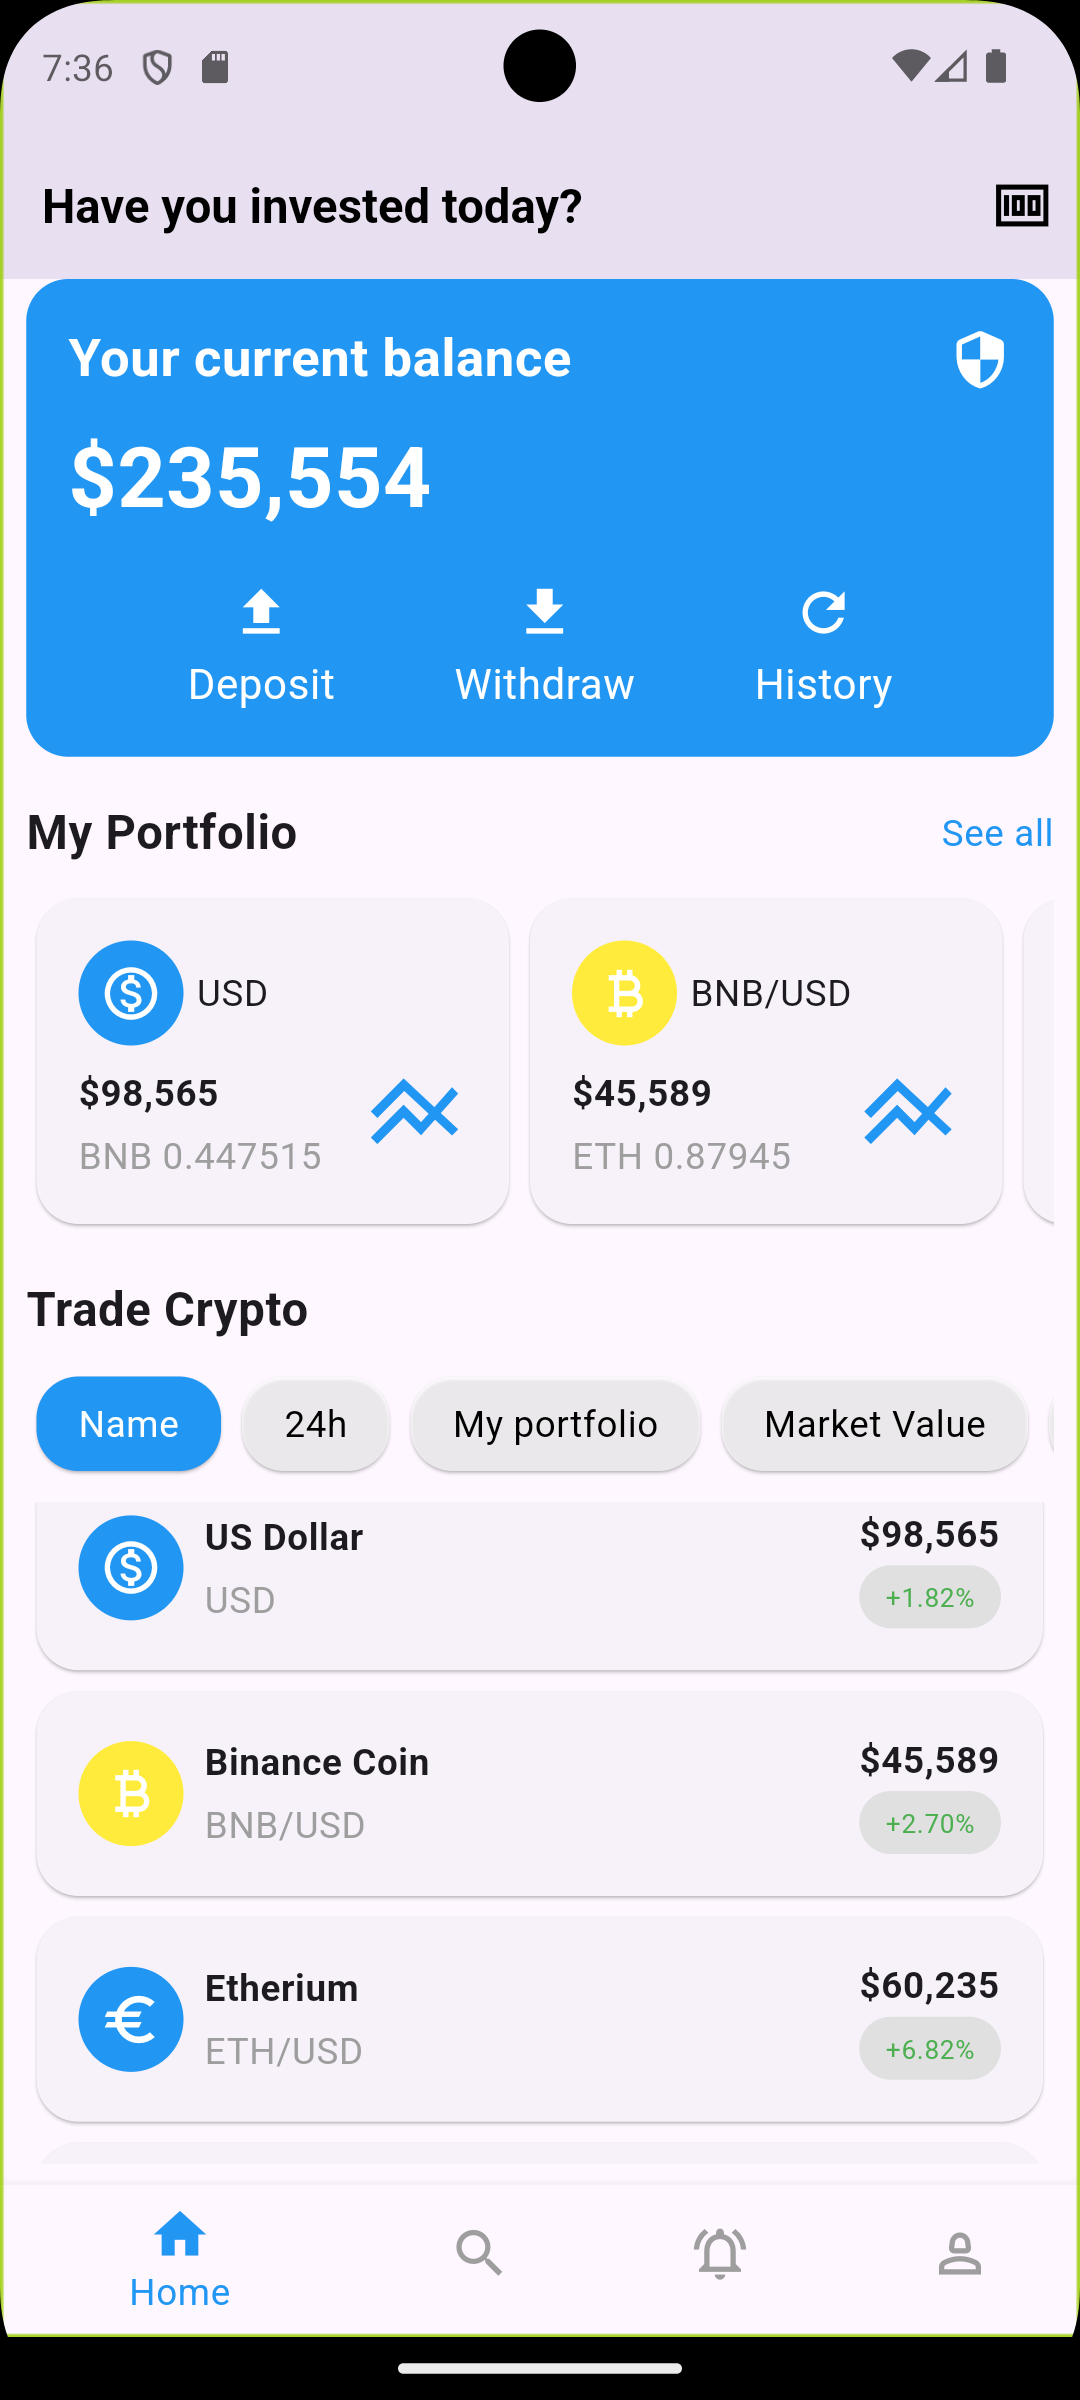 7:36
Have you invested today?
Your current balance
$235,554
Deposit Withdraw History
My Portfolio See all
USD BNB/USD
$98,565 $45,589
BNB 0.447515 ETH 0.87945
Trade Crypto
Name 24h My portfolio Market Value
US Dollar $98,565
USD +1.82%
Binance Coin $45,589
BNB/USD +2.70%
Etherium $60,235
ETH/USD +6.82%
Home